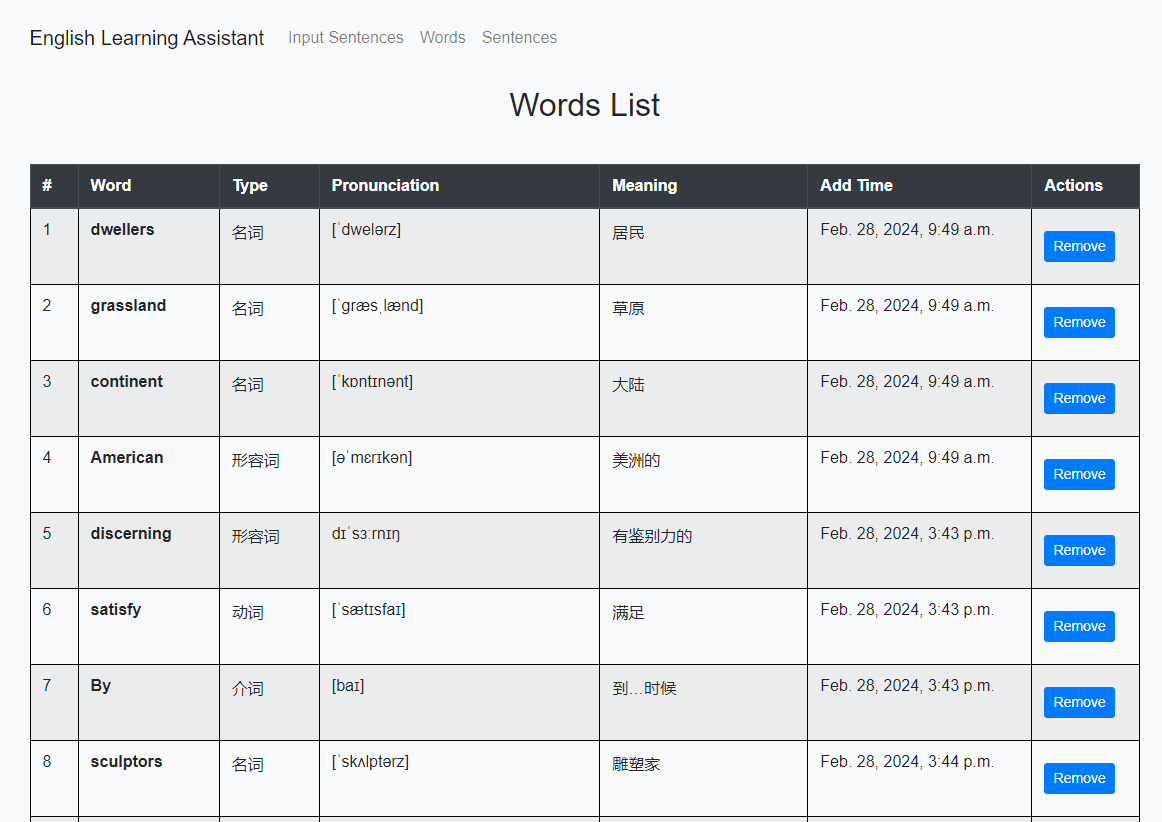 English Learning Assistant Input Sentences Words Sentences
Words List
# Word Type Pronunciation Meaning Add Time Actions
1 dwellers 名词 [ˈdwelərz] 居民 Feb. 28, 2024, 9:49 a.m. Remove
2 grassland 名词 [ˈɡræsˌlænd] 草原 Feb. 28, 2024, 9:49 a.m. Remove
3 continent 名词 [ˈkɒntɪnənt] 大陆 Feb. 28, 2024, 9:49 a.m. Remove
4 American 形容词 [əˈmɛrɪkən] 美洲的 Feb. 28, 2024, 9:49 a.m. Remove
5 discerning 形容词 dɪˈsɜːrnɪŋ 有鉴别力的 Feb. 28, 2024, 3:43 p.m. Remove
6 satisfy 动词 [ˈsætɪsfaɪ] 满足 Feb. 28, 2024, 3:43 p.m. Remove
7 By 介词 [baɪ] 到…时候 Feb. 28, 2024, 3:43 p.m. Remove
8 sculptors 名词 [ˈskʌlptərz] 雕塑家 Feb. 28, 2024, 3:44 p.m. Remove